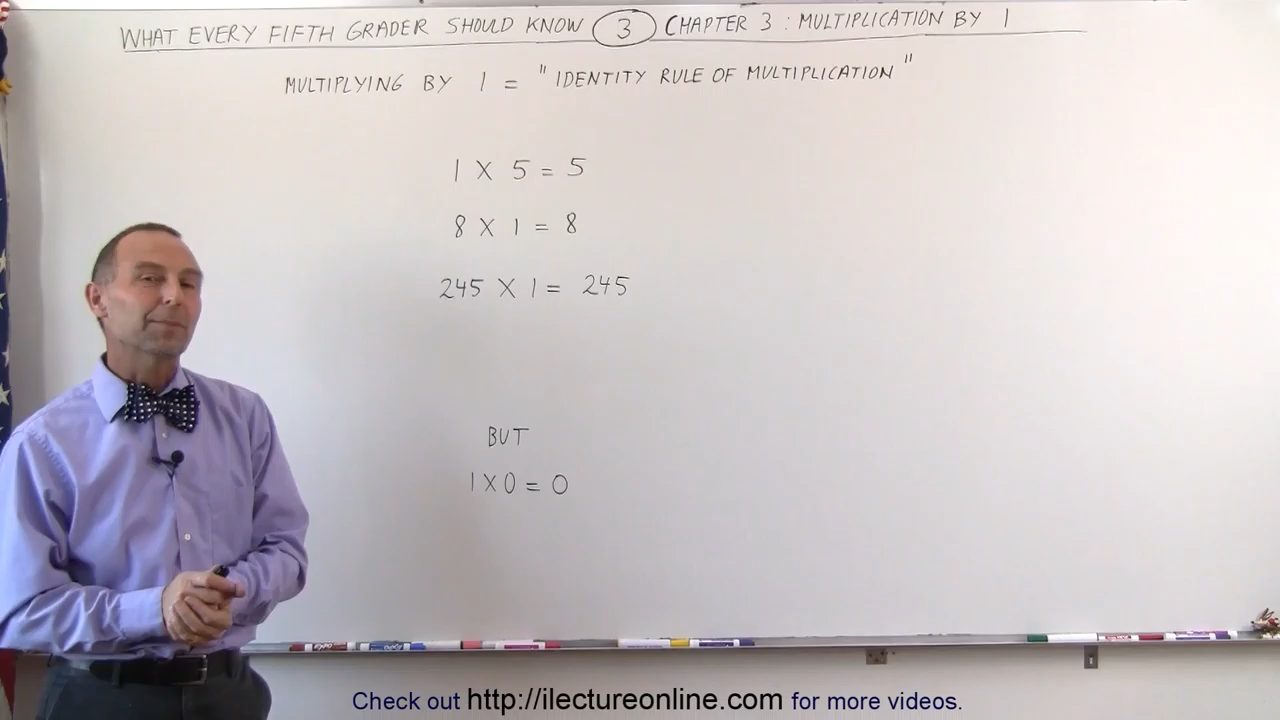 WHAT EVERY FIFTH GRADER SHOULD KNOW 3 CHAPTER 3 : MULTIPLICATION BY 1
MULTIPLYING BY 1 = "IDENTITY RULE OF MULTIPLICATION"
1 X 5 = 5
8 X 1 = 8
245 X 1 = 245
BUT
1 X 0 = 0
Check out http://ilectureonline.com for more videos.